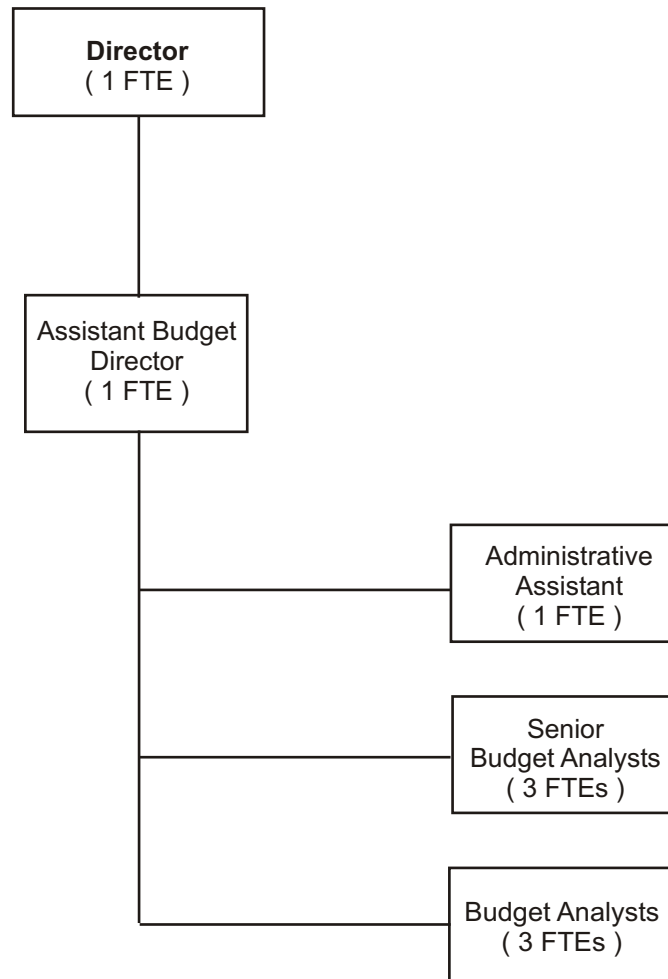 Director
( 1 FTE )
Assistant Budget
Director
( 1 FTE )
Administrative
Assistant
( 1 FTE )
Senior
Budget Analysts
( 3 FTEs )
Budget Analysts
( 3 FTEs )